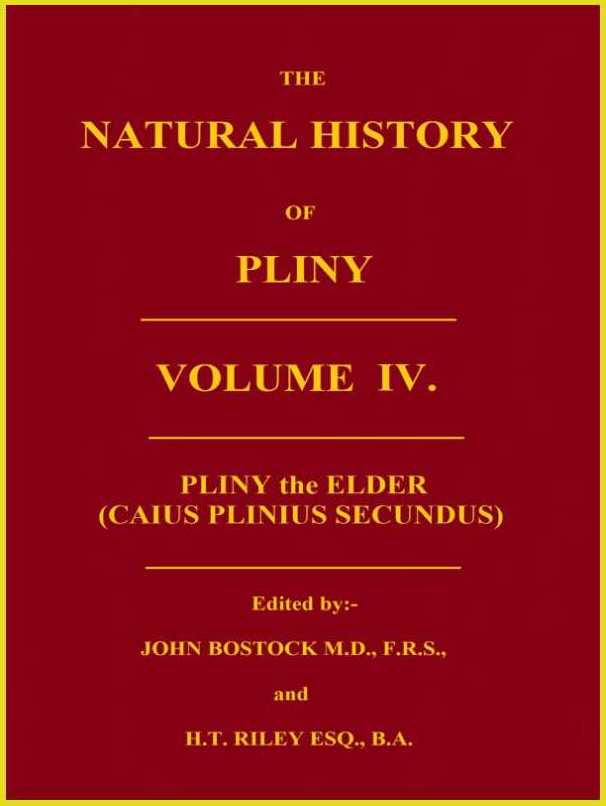 THE
NATURAL HISTORY
OF
PLINY
VOLUME IV.
PLINY the ELDER
(CAIUS PLINIUS SECUNDUS)
Edited by:-
JOHN BOSTOCK M.D., F.R.S.,
and
H.T. RILEY ESQ., B.A.